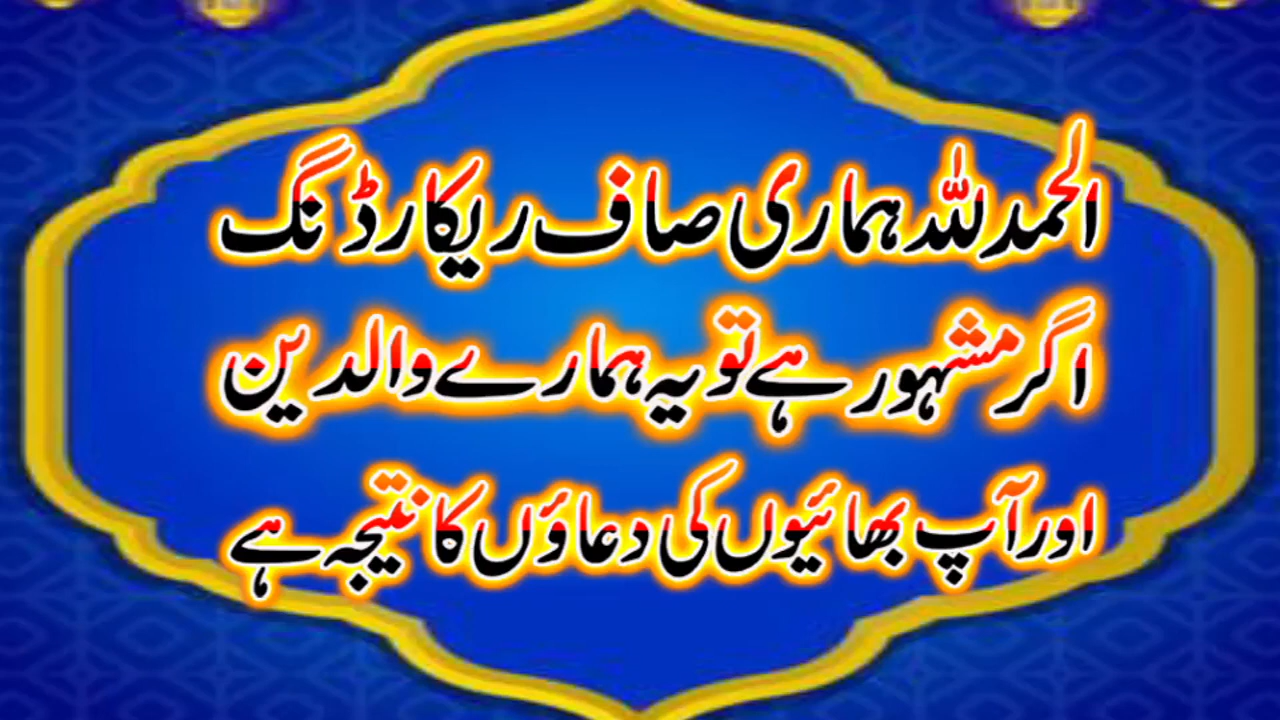 الحمدللہ ہماری صاف ریکارڈنگ
اگر مشہور ہے تو یہ ہمارے والدین
اور آپ بھائیوں کی دعاؤں کا نتیجہ ہے